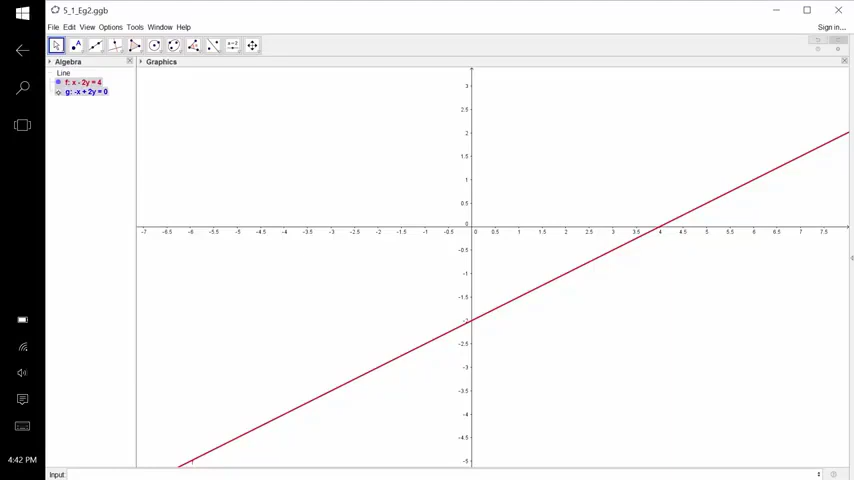 5_1_Eg2.ggb
File Edit View Options Tools Window Help
Sign in...
Algebra
Graphics
Line
f: x - 2y = 4
g: -x + 2y = 0
3
2.5
2
1.5
1
0.5
0
-7 -6.5 -6 -5.5 -5 -4.5 -4 -3.5 -3 -2.5 -2 -1.5 -1 -0.5 0 0.5 1 1.5 2 2.5 3 3.5 4 4.5 5 5.5 6 6.5 7 7.5
-0.5
-1
-1.5
-2
-2.5
-3
-3.5
-4
-4.5
-5
f
4:42 PM
Input: